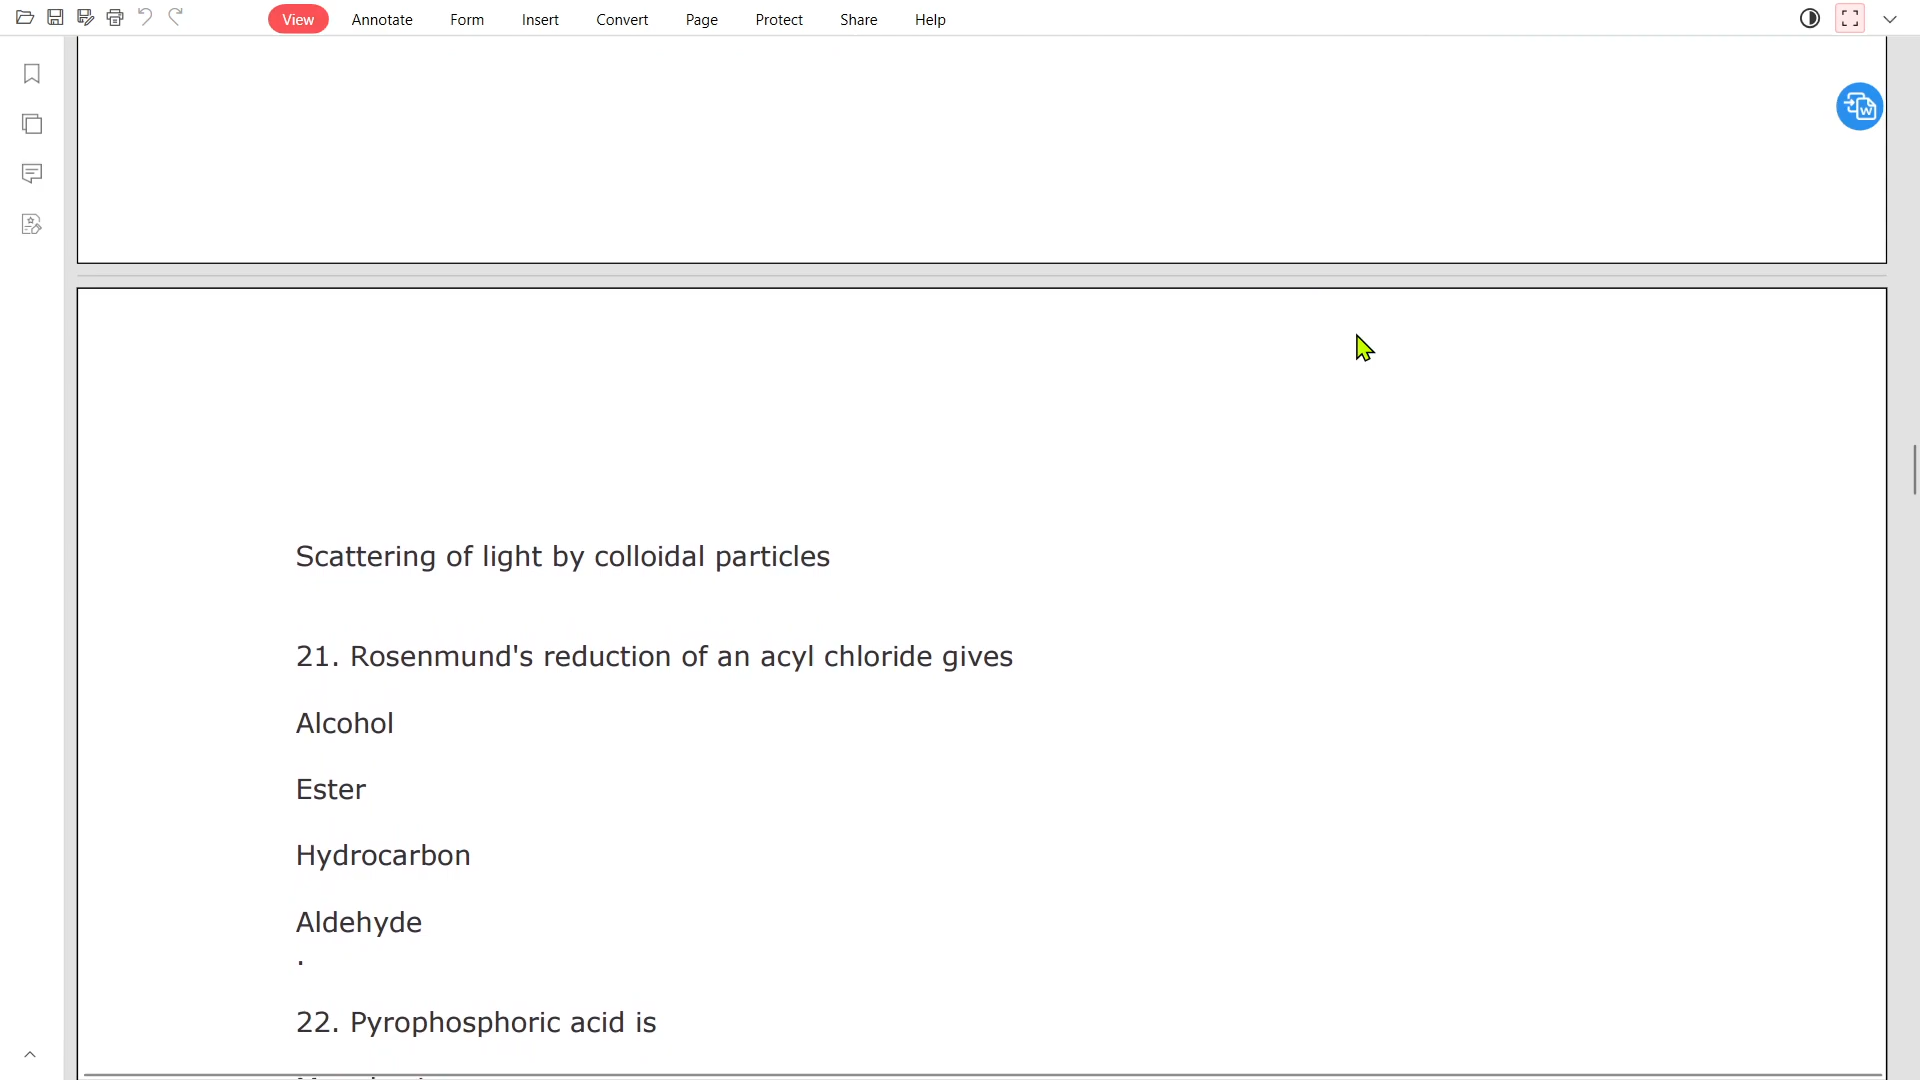 View Annotate Form Insert Convert Page Protect Share Help
Scattering of light by colloidal particles
21. Rosenmund's reduction of an acyl chloride gives
Alcohol
Ester
Hydrocarbon
Aldehyde
.
22. Pyrophosphoric acid is